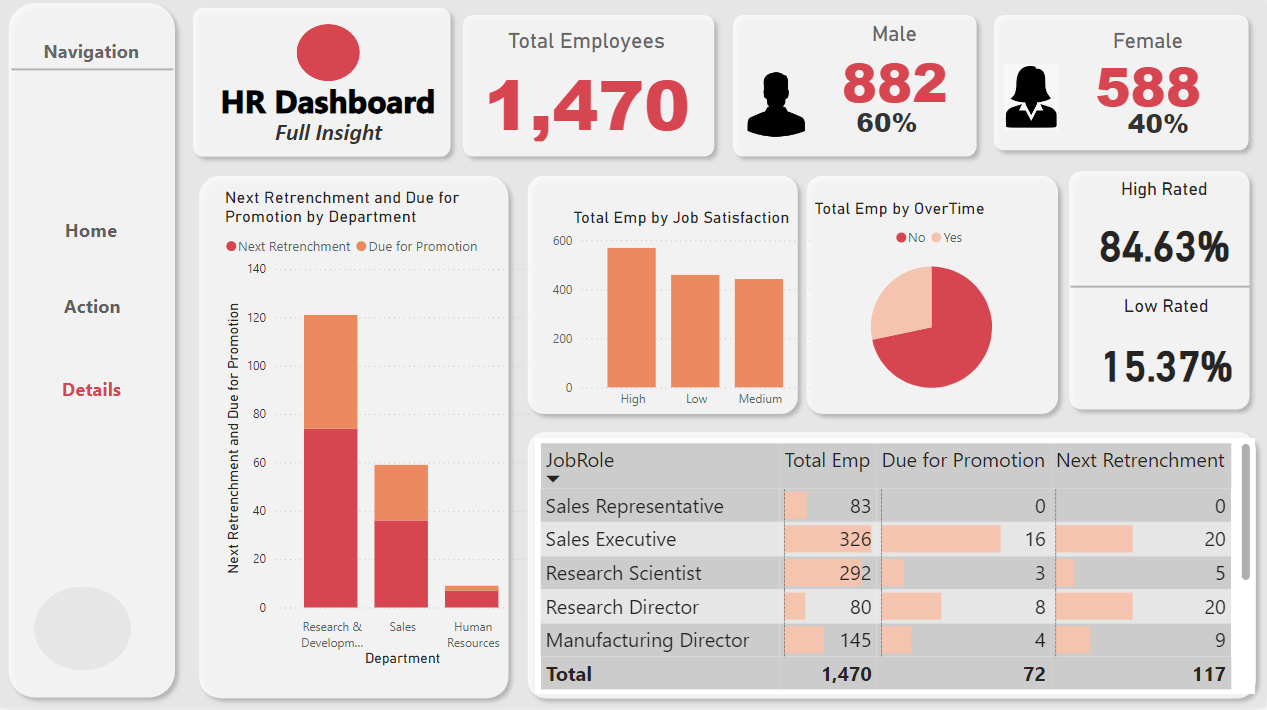 Navigation
Home
Action
Details
HR Dashboard
Full Insight
Total Employees
1,470
Male
882
60%
Female
588
40%
Next Retrenchment and Due for
Promotion by Department
Next Retrenchment Due for Promotion
Next Retrenchment and Due for Promotion
140
120
100
80
60
40
20
0
Research &
Developm...
Sales
Human
Resources
Department
Total Emp by Job Satisfaction
600
400
200
0
High Low Medium
Total Emp by OverTime
No Yes
High Rated
84.63%
Low Rated
15.37%
JobRole Total Emp Due for Promotion Next Retrenchment
Sales Representative 83 0 0
Sales Executive 326 16 20
Research Scientist 292 3 5
Research Director 80 8 20
Manufacturing Director 145 4 9
Total 1,470 72 117